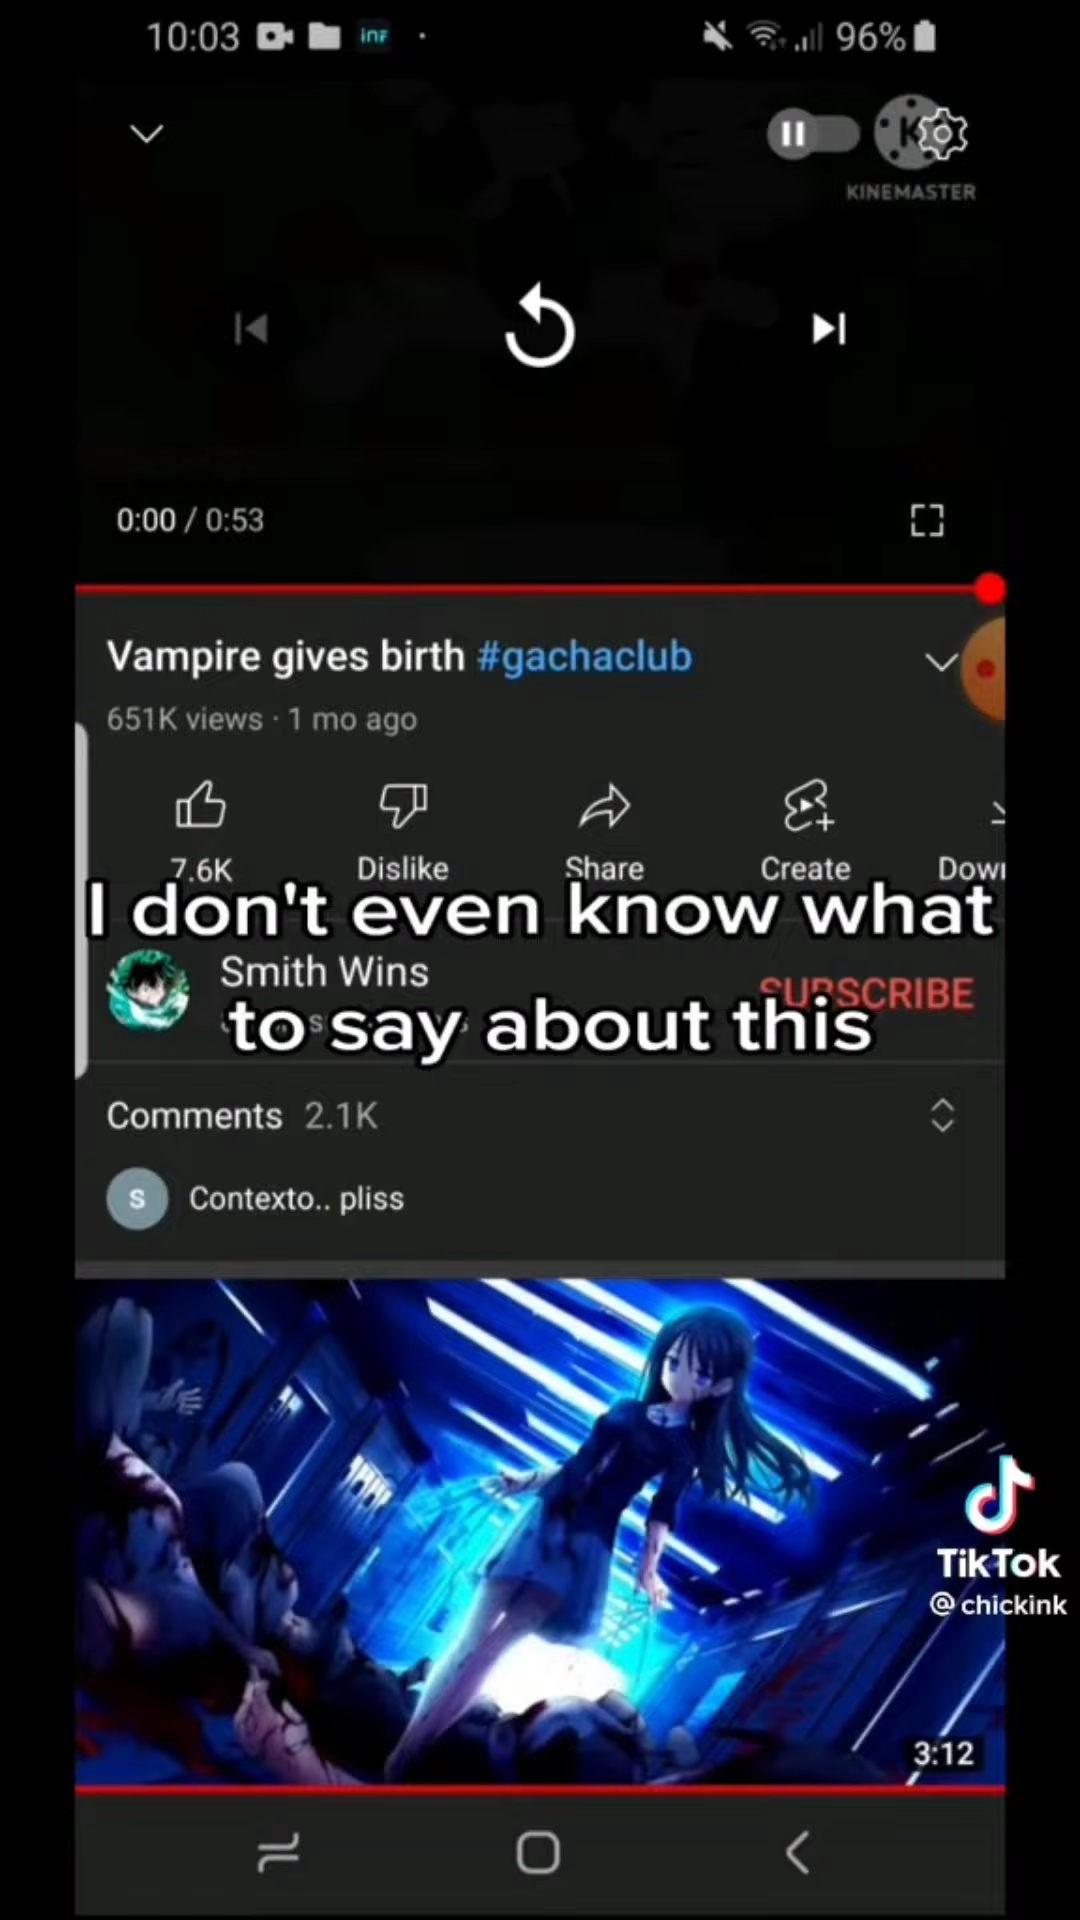 10:03 INF 96%
K
KINEMASTER
0:00 / 0:53
Vampire gives birth #gachaclub
651K views · 1 mo ago
7.6K Dislike Share Create Down
I don't even know what
Smith Wins SUBSCRIBE
to say about this
Comments 2.1K
S Contexto.. pliss
TikTok
@chickink
3:12